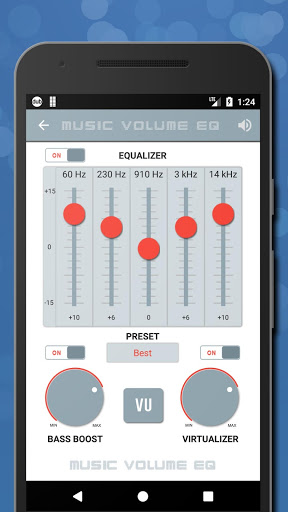 dub LTE 1:24
MUSIC VOLUME EQ
ON EQUALIZER
60 Hz 230 Hz 910 Hz 3 kHz 14 kHz
+15
0
-15
+10 +6 0 +6 +10
PRESET
ON Best ON
VU
MIN MAX MIN MAX
BASS BOOST VIRTUALIZER
MUSIC VOLUME EQ